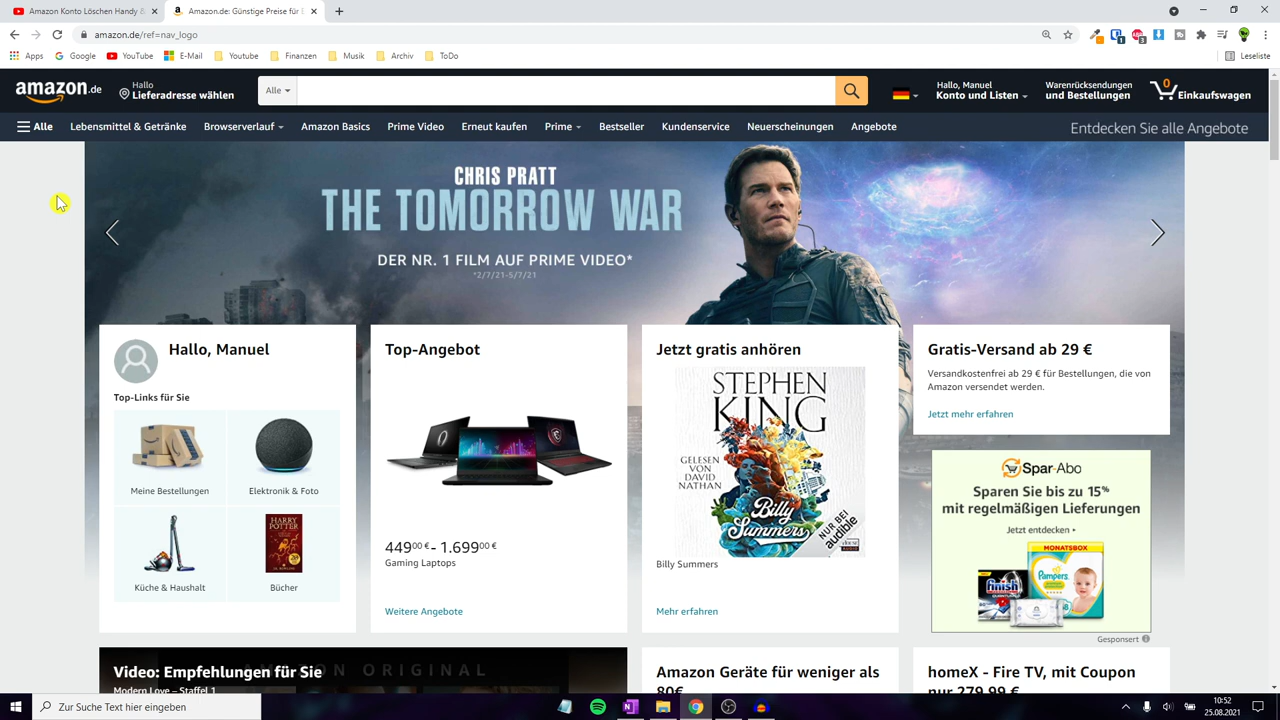 Amazon Konto Löschen Handy &
Amazon.de: Günstige Preise für E
amazon.de/ref=nav_logo
Apps
Google
YouTube
E-Mail
Youtube
Finanzen
Musik
Archiv
ToDo
Leseliste
amazon.de
Hallo
Lieferadresse wählen
Alle
Hallo, Manuel
Konto und Listen
Warenrücksendungen
und Bestellungen
0
Einkaufswagen
Alle
Lebensmittel & Getränke
Browserverlauf
Amazon Basics
Prime Video
Erneut kaufen
Prime
Bestseller
Kundenservice
Neuerscheinungen
Angebote
Entdecken Sie alle Angebote
CHRIS PRATT
THE TOMORROW WAR
DER NR. 1 FILM AUF PRIME VIDEO*
*2/7/21-5/7/21
Hallo, Manuel
Top-Links für Sie
Meine Bestellungen
Elektronik & Foto
HARRY
POTTER
Küche & Haushalt
Bücher
Top-Angebot
449,00 € - 1.699,00 €
Gaming Laptops
Weitere Angebote
Jetzt gratis anhören
STEPHEN
KING
GELESEN
VON
DAVID
NATHAN
Billy
Summers
NUR BEI
audible
Billy Summers
Mehr erfahren
Gratis-Versand ab 29 €
Versandkostenfrei ab 29 € für Bestellungen, die von
Amazon versendet werden.
Jetzt mehr erfahren
Spar-Abo
Sparen Sie bis zu 15%
mit regelmäßigen Lieferungen
Jetzt entdecken
MONATSBOX
Pampers
finish
Gesponsert
AMAZON ORIGINAL
Video: Empfehlungen für Sie
Modern Love – Staffel 1
Amazon Geräte für weniger als
80€
homeX - Fire TV, mit Coupon
nur 279,99 €
Zur Suche Text hier eingeben
10:52
25.08.2021